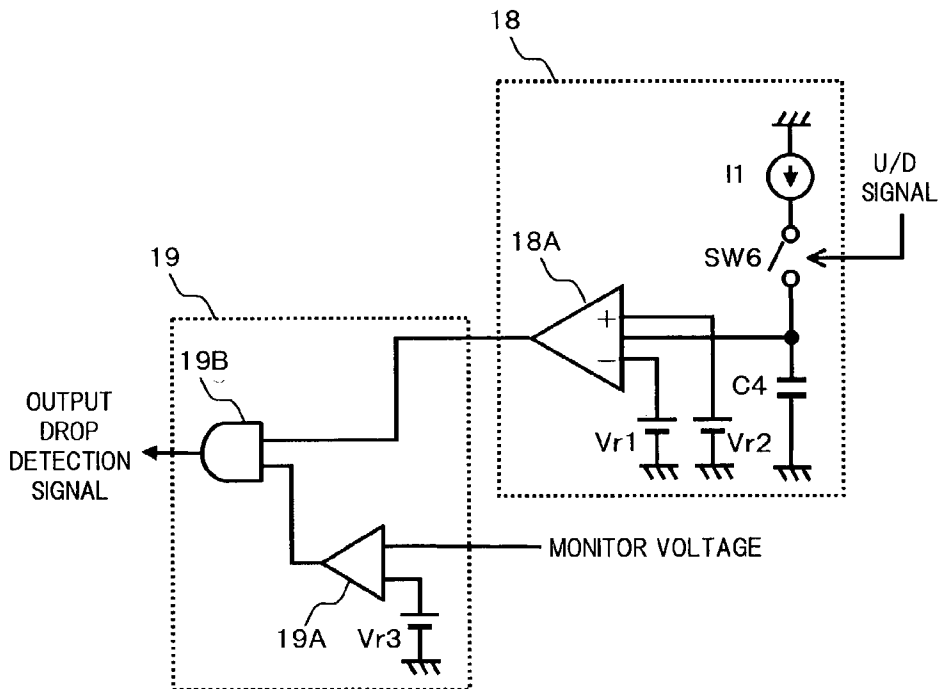 18
I1
U/D
SIGNAL
SW6
18A
+
−
C4
Vr1
Vr2
19
19B
OUTPUT
DROP
DETECTION
SIGNAL
MONITOR VOLTAGE
19A
Vr3